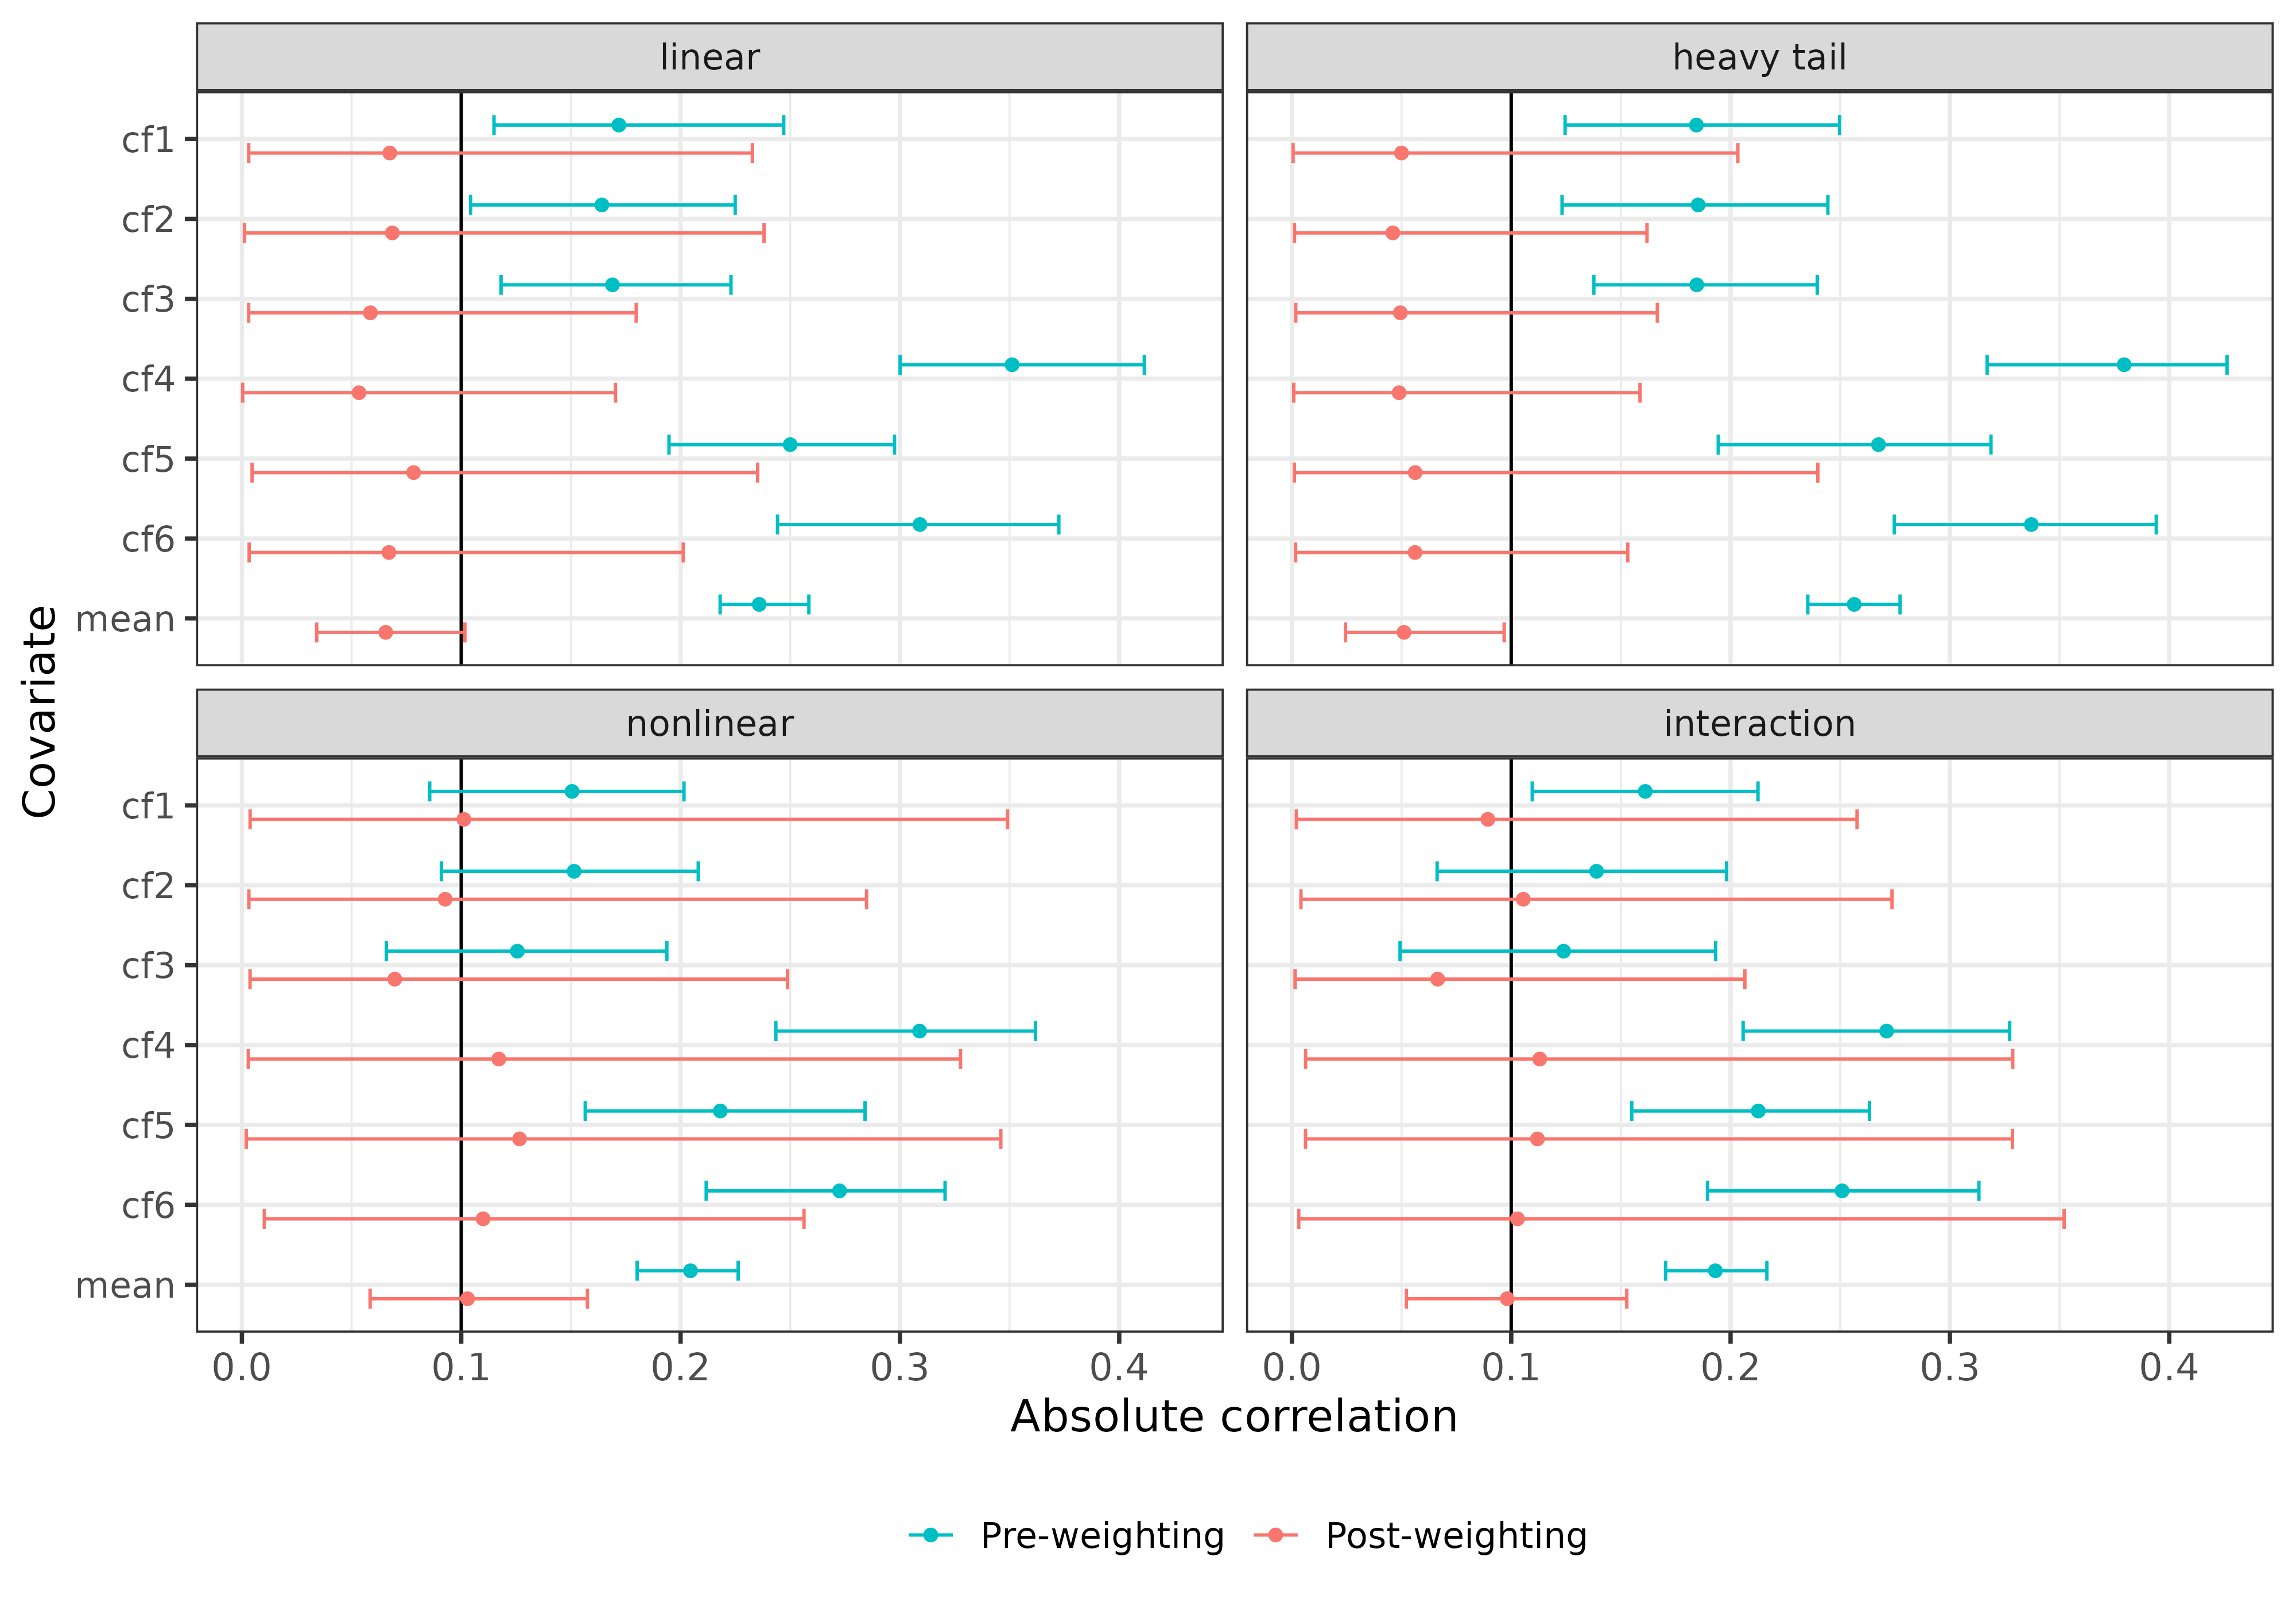 linear
heavy tail
cf1
cf2
cf3
cf4
cf5
cf6
mean
nonlinear
interaction
cf1
cf2
cf3
cf4
cf5
cf6
mean
Covariate
0.0 0.1 0.2 0.3 0.4
0.0 0.1 0.2 0.3 0.4
Absolute correlation
Pre-weighting Post-weighting